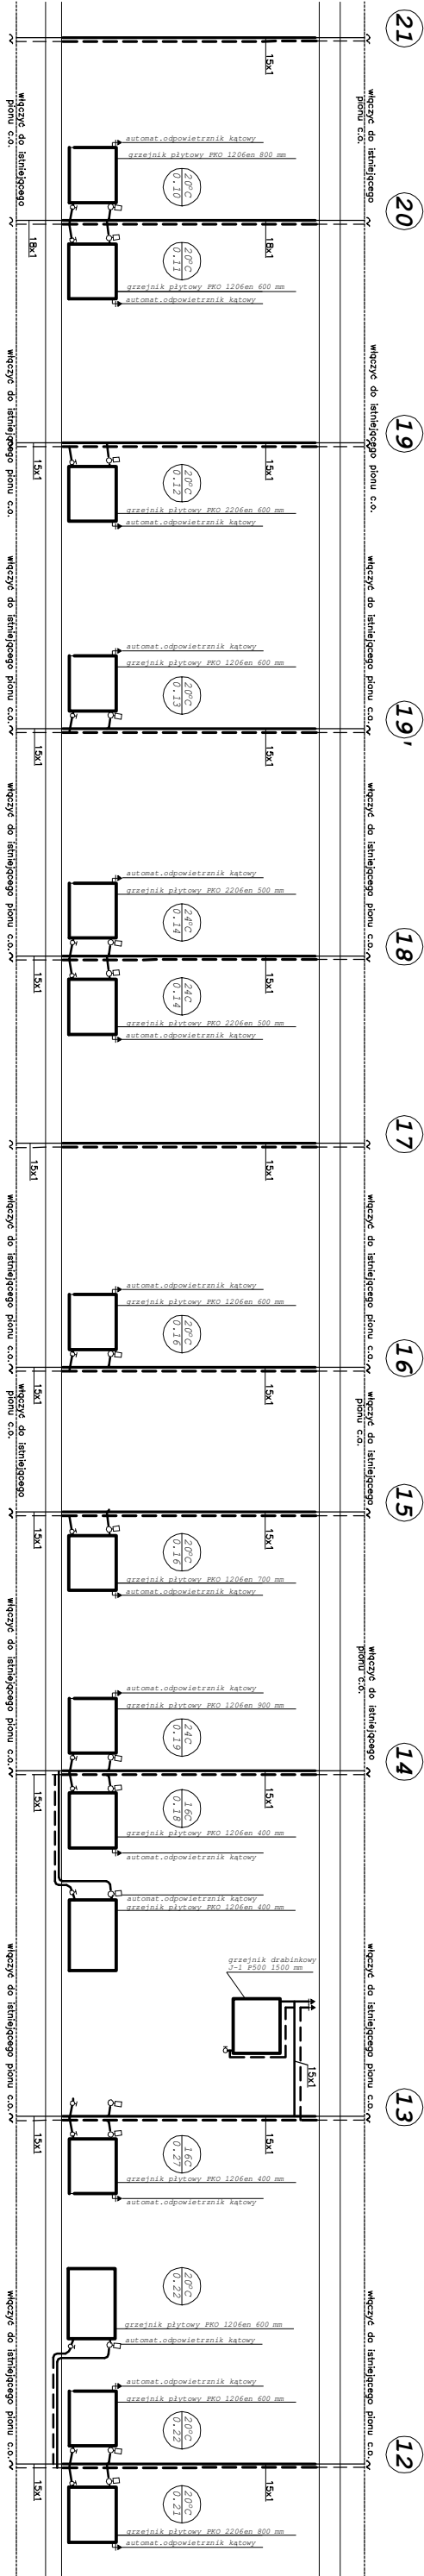 21
włączyć do istniejącego
pionu c.o.
15x1
włączyć do istniejącego
pionu c.o.
20
automat.odpowietrznik kątowy
grzejnik płytowy PKO 1206en 800 mm
20°C
0.10
18x1
18x1
20°C
0.11
grzejnik płytowy PKO 1206en 600 mm
automat.odpowietrznik kątowy
19
włączyć do istniejącego pionu c.o.
15x1
15x1
włączyć do istniejącego pionu c.o.
20°C
0.12
grzejnik płytowy PKO 2206en 600 mm
automat.odpowietrznik kątowy
19'
włączyć do istniejącego pionu c.o.
automat.odpowietrznik kątowy
grzejnik płytowy PKO 1206en 600 mm
20°C
0.13
15x1
15x1
włączyć do istniejącego pionu c.o.
18
włączyć do istniejącego pionu c.o.
automat.odpowietrznik kątowy
grzejnik płytowy PKO 2206en 500 mm
24°C
0.14
15x1
15x1
włączyć do istniejącego pionu c.o.
24C
0.14
grzejnik płytowy PKO 2206en 500 mm
automat.odpowietrznik kątowy
17
15x1
15x1
16
włączyć do istniejącego pionu c.o.
automat.odpowietrznik kątowy
grzejnik płytowy PKO 1206en 600 mm
20°C
0.16
15x1
15x1
włączyć do istniejącego pionu c.o.
15
włączyć do istniejącego
pionu c.o.
15x1
15x1
włączyć do istniejącego
pionu c.o.
20°C
0.16
grzejnik płytowy PKO 1206en 700 mm
automat.odpowietrznik kątowy
14
włączyć do istniejącego
pionu c.o.
automat.odpowietrznik kątowy
grzejnik płytowy PKO 1206en 900 mm
24C
0.19
15x1
15x1
włączyć do istniejącego pionu c.o.
16C
0.18
grzejnik płytowy PKO 1206en 400 mm
automat.odpowietrznik kątowy
automat.odpowietrznik kątowy
grzejnik płytowy PKO 1206en 400 mm
13
włączyć do istniejącego pionu c.o.
grzejnik drabinkowy
J-1 P500 1500 mm
15x1
15x1
15x1
włączyć do istniejącego pionu c.o.
16C
0.27
grzejnik płytowy PKO 1206en 400 mm
automat.odpowietrznik kątowy
12
włączyć do istniejącego pionu c.o.
20°C
0.22
grzejnik płytowy PKO 1206en 600 mm
automat.odpowietrznik kątowy
automat.odpowietrznik kątowy
grzejnik płytowy PKO 1206en 600 mm
20°C
0.22
15x1
15x1
włączyć do istniejącego pionu c.o.
20°C
0.21
grzejnik płytowy PKO 2206en 800 mm
automat.odpowietrznik kątowy